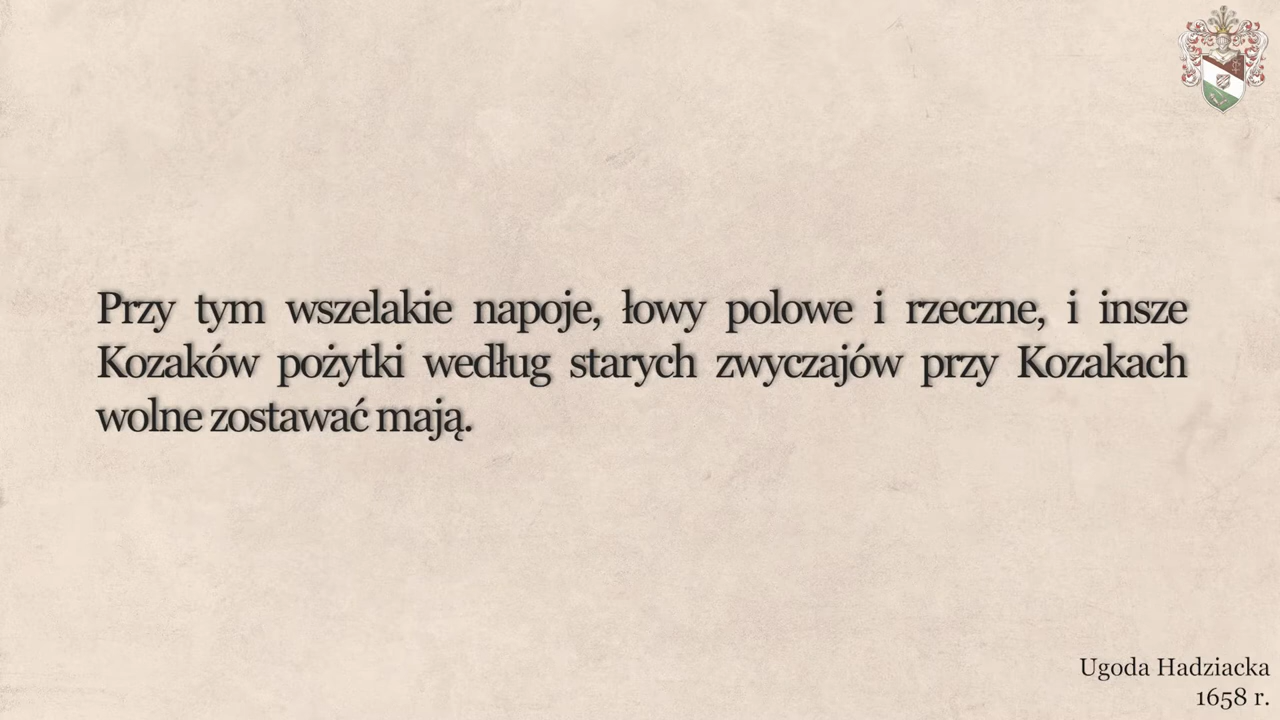 Przy tym wszelakie napoje, łowy polowe i rzeczne, i insze
Kozaków pożytki według starych zwyczajów przy Kozakach
wolne zostawać mają.
Ugoda Hadziacka
1658 r.